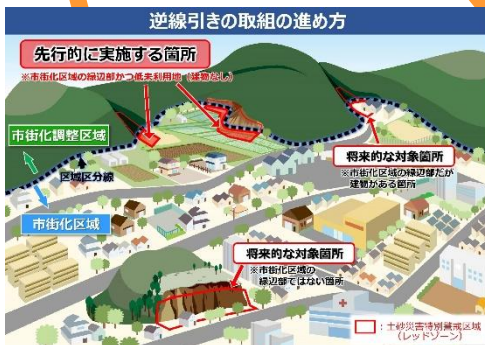 逆線引きの取組の進め方
先行的に実施する箇所
※市街化区域の縁辺部かつ低未利用地(建物なし)
市街化調整区域
区域区分線
市街化区域
将来的な対象箇所
※市街化区域の縁辺部だが
建物がある箇所
将来的な対象箇所
※市街化区域の
縁辺部ではない箇所
:土砂災害特別警戒区域
(レッドゾーン)